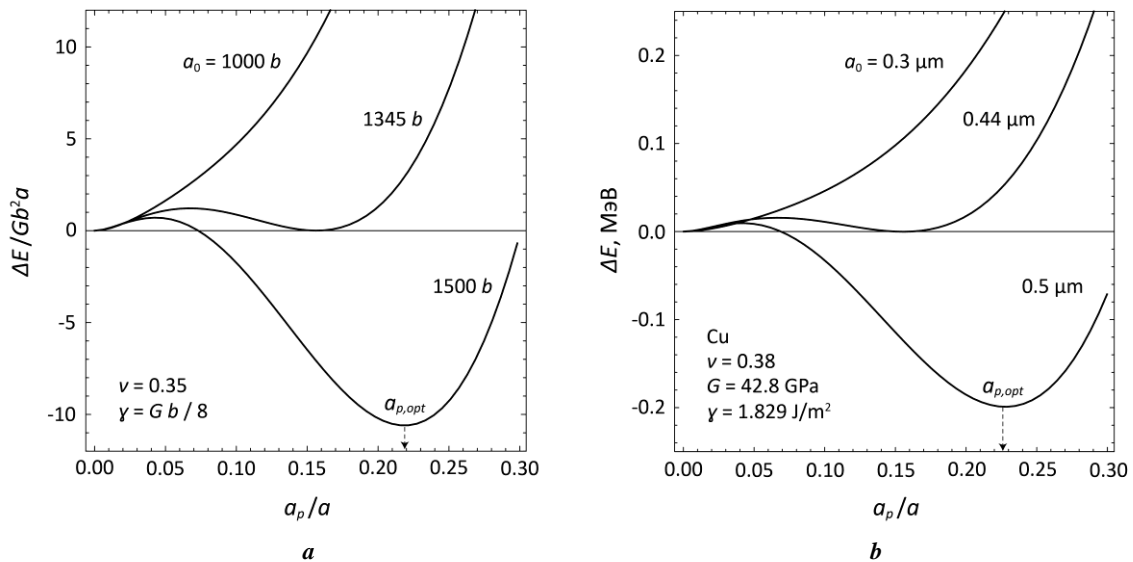 10
5
0
-5
-10
ΔE/Gb²a
a₀ = 1000 b
1345 b
1500 b
ν = 0.35
ɣ = G b / 8
aₚ,ₒₚₜ
0.00 0.05 0.10 0.15 0.20 0.25 0.30
aₚ/a
a
0.2
0.1
0.0
-0.1
-0.2
ΔE, МэВ
a₀ = 0.3 µm
0.44 µm
0.5 µm
Cu
ν = 0.38
G = 42.8 GPa
ɣ = 1.829 J/m²
aₚ,ₒₚₜ
0.00 0.05 0.10 0.15 0.20 0.25 0.30
aₚ/a
b